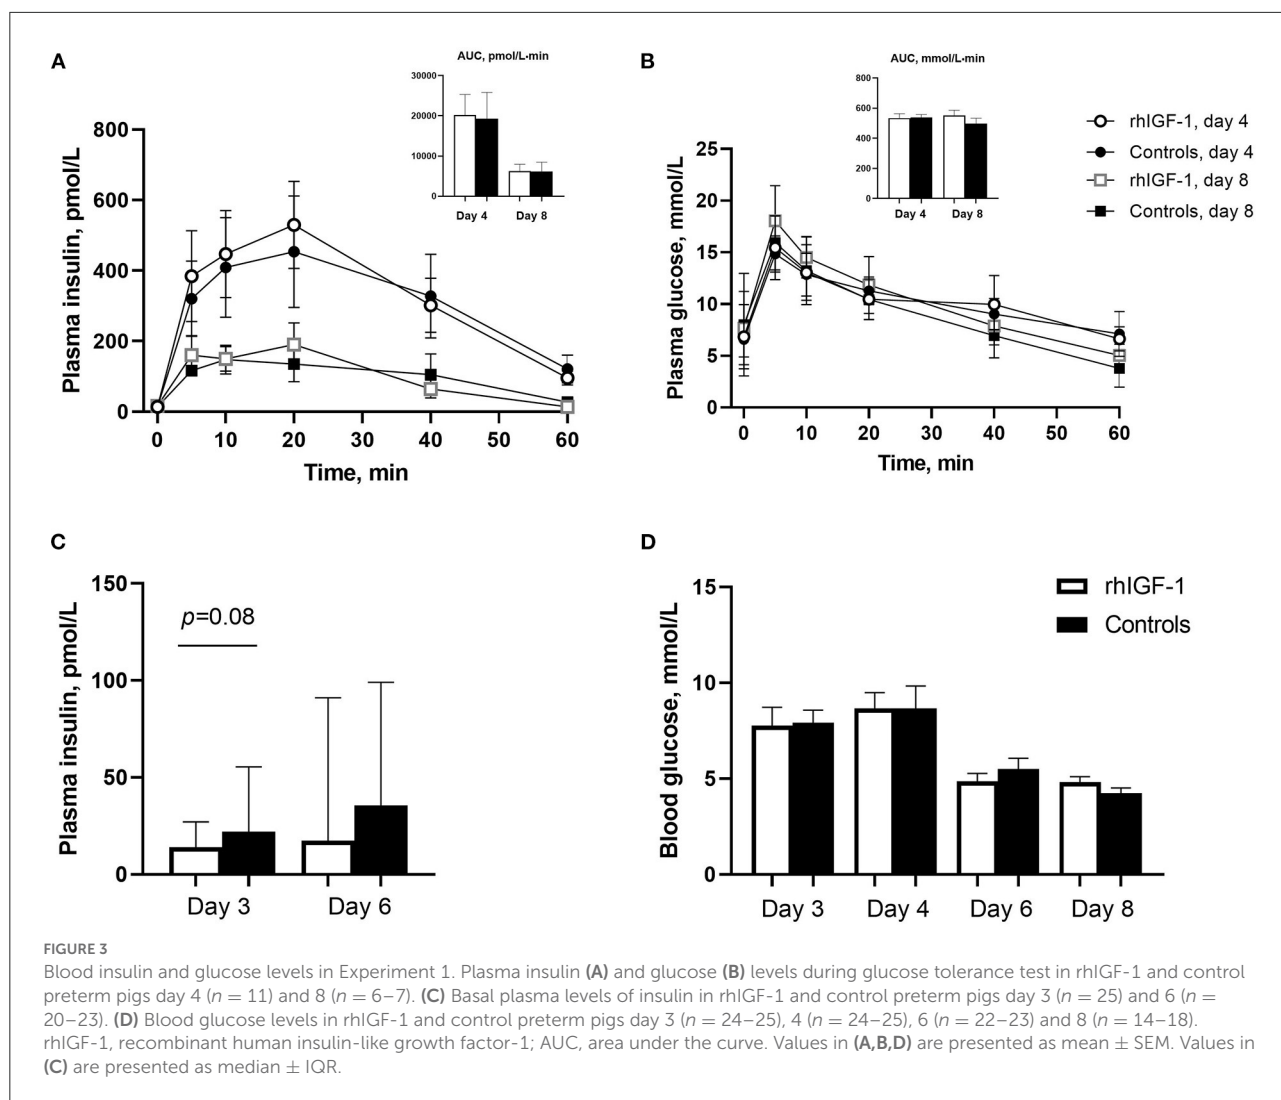 A
AUC, pmol/L·min
30000
20000
10000
0
Day 4 Day 8
800
600
400
200
0
Plasma insulin, pmol/L
0 10 20 30 40 50 60
Time, min
B
AUC, mmol/L·min
800
600
400
200
0
Day 4 Day 8
rhIGF-1, day 4
Controls, day 4
rhIGF-1, day 8
Controls, day 8
25
20
15
10
5
0
Plasma glucose, mmol/L
0 10 20 30 40 50 60
Time, min
C
150
100
50
0
Plasma insulin, pmol/L
p=0.08
Day 3 Day 6
D
15
10
5
0
Blood glucose, mmol/L
rhIGF-1
Controls
Day 3 Day 4 Day 6 Day 8
FIGURE 3
Blood insulin and glucose levels in Experiment 1. Plasma insulin (A) and glucose (B) levels during glucose tolerance test in rhIGF-1 and control
preterm pigs day 4 (n = 11) and 8 (n = 6–7). (C) Basal plasma levels of insulin in rhIGF-1 and control preterm pigs day 3 (n = 25) and 6 (n =
20–23). (D) Blood glucose levels in rhIGF-1 and control preterm pigs day 3 (n = 24–25), 4 (n = 24–25), 6 (n = 22–23) and 8 (n = 14–18).
rhIGF-1, recombinant human insulin-like growth factor-1; AUC, area under the curve. Values in (A,B,D) are presented as mean ± SEM. Values in
(C) are presented as median ± IQR.